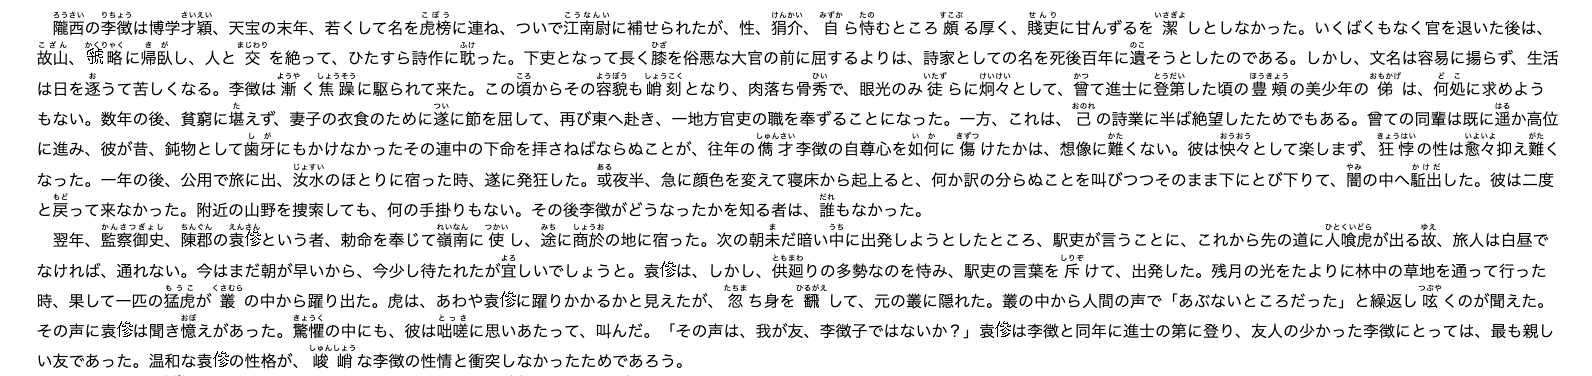 隴西の李徴は博学才穎、天宝の末年、若くして名を虎榜に連ね、ついで江南尉に補せられたが、性、狷介、自ら恃むところ頗る厚く、賤吏に甘んずるを潔しとしなかった。いくばくもなく官を退いた後は、
故山、虢略に帰臥し、人と交を絶って、ひたすら詩作に耽った。下吏となって長く膝を俗悪な大官の前に屈するよりは、詩家としての名を死後百年に遺そうとしたのである。しかし、文名は容易に揚らず、生活
は日を逐うて苦しくなる。李徴は漸く焦躁に駆られて来た。この頃からその容貌も峭刻となり、肉落ち骨秀で、眼光のみ徒らに炯々として、曾て進士に登第した頃の豊頰の美少年の俤は、何処に求めよう
もない。数年の後、貧窮に堪えず、妻子の衣食のために遂に節を屈して、再び東へ赴き、一地方官吏の職を奉ずることになった。一方、これは、己の詩業に半ば絶望したためでもある。曾ての同輩は既に遥か高位
に進み、彼が昔、鈍物として歯牙にもかけなかったその連中の下命を拝さねばならぬことが、往年の儁才李徴の自尊心を如何に傷けたかは、想像に難くない。彼は怏々として楽しまず、狂悖の性は愈々抑え難く
なった。一年の後、公用で旅に出、汝水のほとりに宿った時、遂に発狂した。或夜半、急に顔色を変えて寝床から起上ると、何か訳の分らぬことを叫びつつそのまま下にとび下りて、闇の中へ駈出した。彼は二度
と戻って来なかった。附近の山野を捜索しても、何の手掛りもない。その後李徴がどうなったかを知る者は、誰もなかった。
翌年、監察御史、陳郡の袁傪という者、勅命を奉じて嶺南に使し、途に商於の地に宿った。次の朝未だ暗い中に出発しようとしたところ、駅吏が言うことに、これから先の道に人喰虎が出る故、旅人は白昼で
なければ、通れない。今はまだ朝が早いから、今少し待たれたが宜しいでしょうと。袁傪は、しかし、供廻りの多勢なのを恃み、駅吏の言葉を斥けて、出発した。残月の光をたよりに林中の草地を通って行った
時、果して一匹の猛虎が叢の中から躍り出た。虎は、あわや袁傪に躍りかかるかと見えたが、忽ち身を飜して、元の叢に隠れた。叢の中から人間の声で「あぶないところだった」と繰返し呟くのが聞えた。
その声に袁傪は聞き憶えがあった。驚懼の中にも、彼は咄嗟に思いあたって、叫んだ。「その声は、我が友、李徴子ではないか？」袁傪は李徴と同年に進士の第に登り、友人の少かった李徴にとっては、最も親し
い友であった。温和な袁傪の性格が、峻峭な李徴の性情と衝突しなかったためであろう。